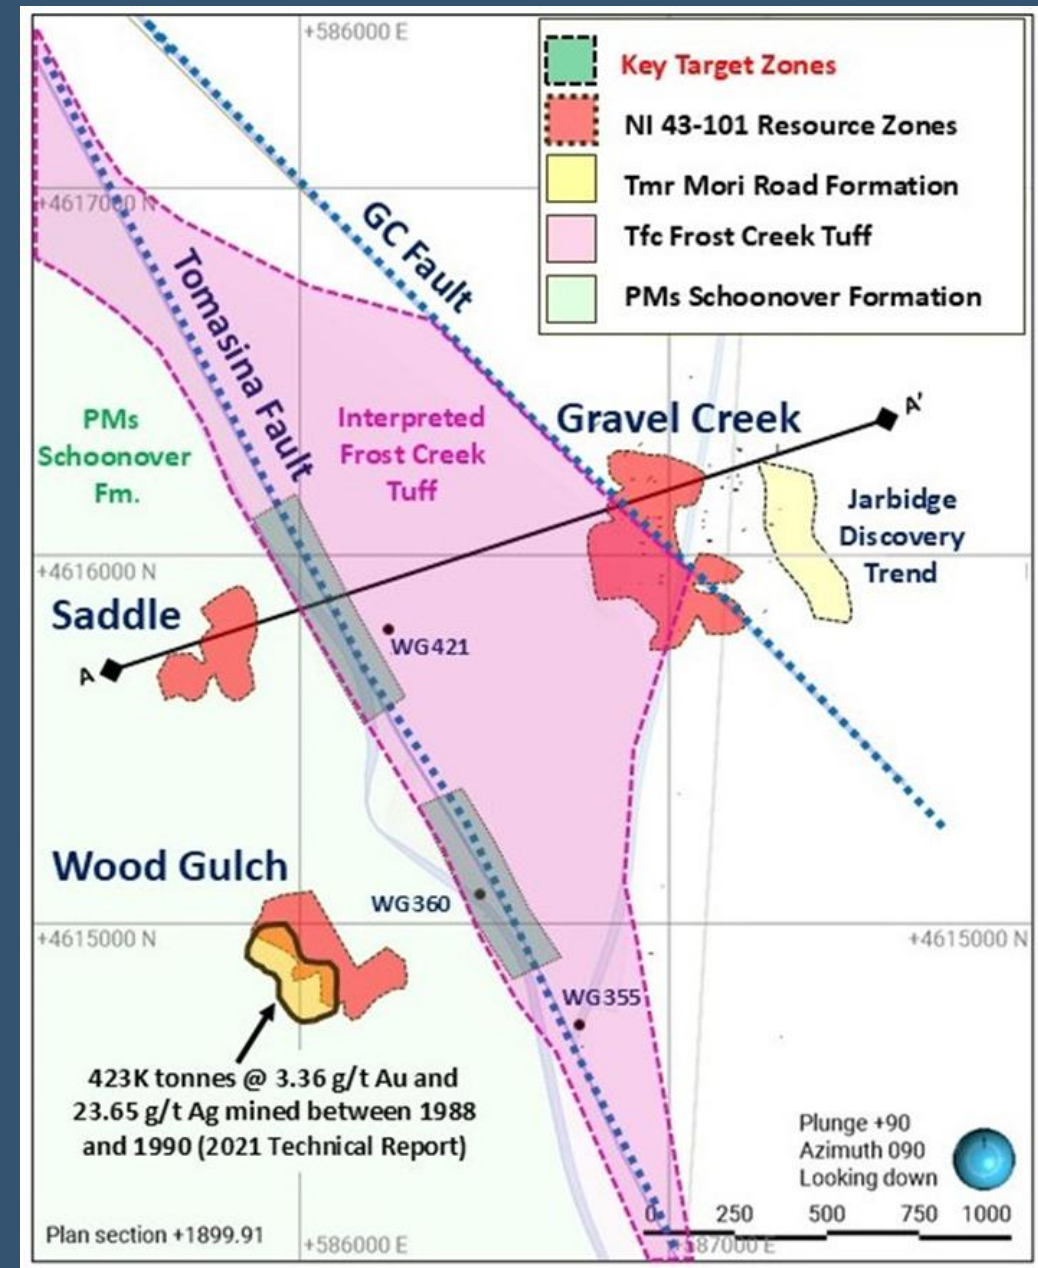 +586000 E
Key Target Zones
NI 43-101 Resource Zones
Tmr Mori Road Formation
Tfc Frost Creek Tuff
PMs Schoonover Formation
+4617000 N
GC Fault
Tomasina Fault
PMs
Schoonover
Fm.
Interpreted
Frost Creek
Tuff
Gravel Creek
A'
Jarbidge
Discovery
Trend
+4616000 N
Saddle
A
WG421
Wood Gulch
WG360
+4615000 N
+4615000 N
WG355
423K tonnes @ 3.36 g/t Au and
23.65 g/t Ag mined between 1988
and 1990 (2021 Technical Report)
Plunge +90
Azimuth 090
Looking down
0 250 500 750 1000
Plan section +1899.91
+586000 E
+587000 E